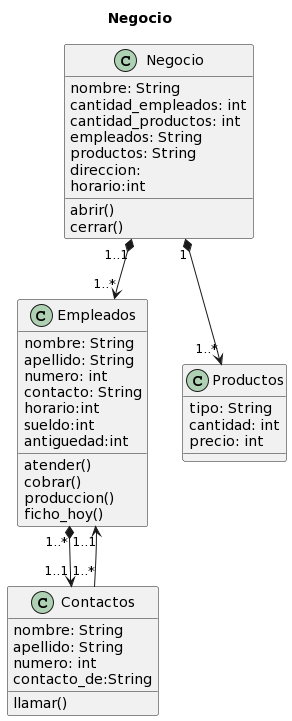 Negocio
C Negocio
nombre: String
cantidad_empleados: int
cantidad_productos: int
empleados: String
productos: String
direccion:
horario:int
abrir()
cerrar()
1..1
1
1..*
1..*
C Empleados
nombre: String
apellido: String
numero: int
contacto: String
horario:int
sueldo:int
antiguedad:int
atender()
cobrar()
produccion()
ficho_hoy()
C Productos
tipo: String
cantidad: int
precio: int
1..* 1..1
1..1 1..*
C Contactos
nombre: String
apellido: String
numero: int
contacto_de:String
llamar()